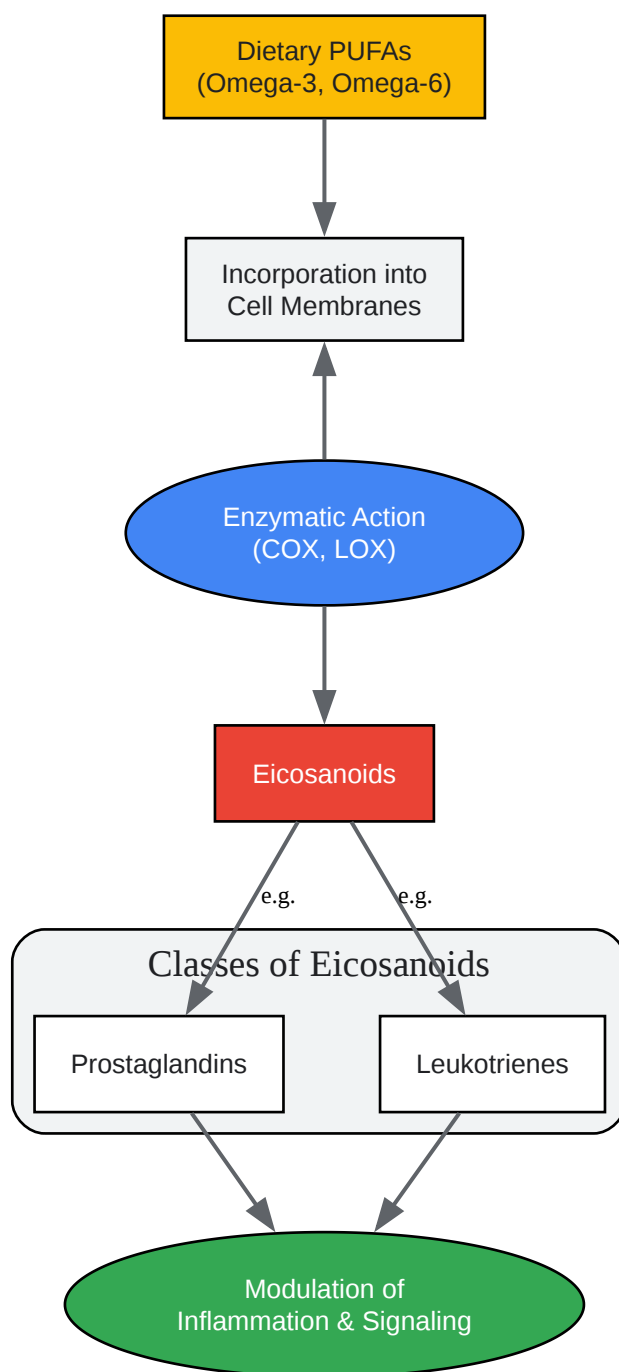 Dietary PUFAs
(Omega-3, Omega-6)
Incorporation into
Cell Membranes
Enzymatic Action
(COX, LOX)
Eicosanoids
e.g.
e.g.
Classes of Eicosanoids
Prostaglandins
Leukotrienes
Modulation of
Inflammation & Signaling